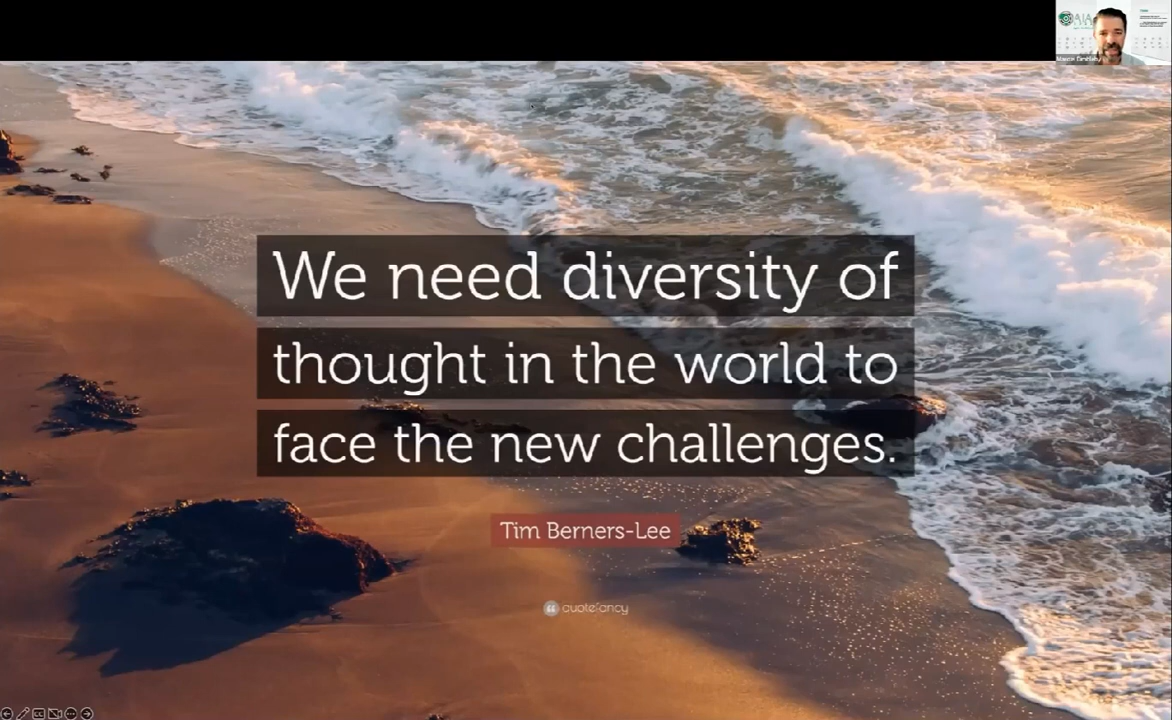 We need diversity of
thought in the world to
face the new challenges.
Tim Berners-Lee
quotefancy